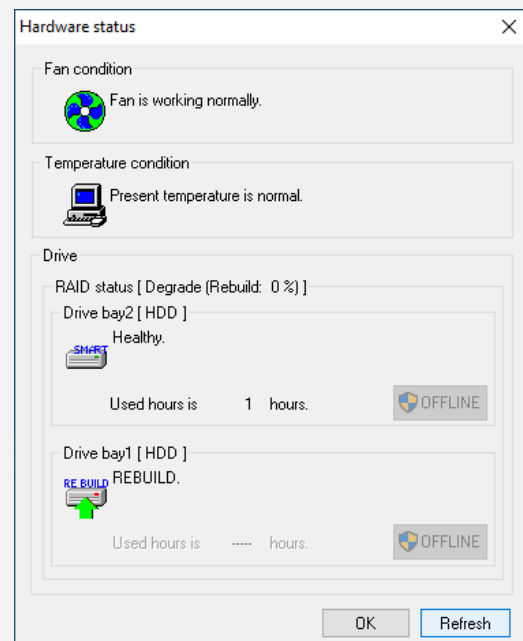 Hardware status
Fan condition
Fan is working normally.
Temperature condition
Present temperature is normal.
Drive
RAID status [ Degrade (Rebuild: 0 %) ]
Drive bay2 [ HDD ]
SMART
Healthy.
Used hours is 1 hours.
OFFLINE
Drive bay1 [ HDD ]
RE BUILD
REBUILD.
Used hours is ----- hours.
OFFLINE
OK
Refresh